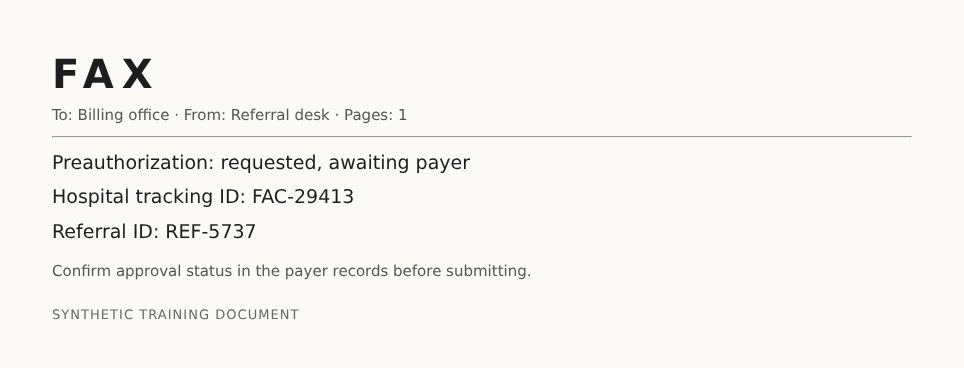 FAX
To: Billing office · From: Referral desk · Pages: 1
Preauthorization: requested, awaiting payer
Hospital tracking ID: FAC-29413
Referral ID: REF-5737
Confirm approval status in the payer records before submitting.
SYNTHETIC TRAINING DOCUMENT